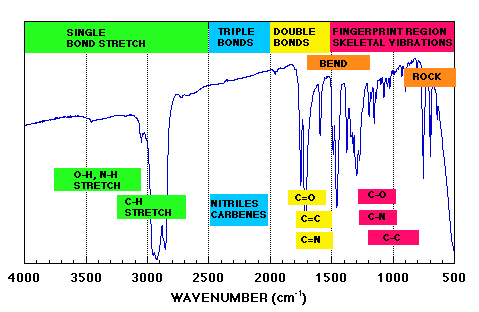 SINGLE
BOND STRETCH
TRIPLE
BONDS
DOUBLE
BONDS
FINGERPRINT REGION
SKELETAL VYIBRATIONS
BEND
ROCK
O-H, N-H
STRETCH
C-H
STRETCH
NITRILES
CARBENES
C=O
C=C
C=N
C-O
C-N
C-C
4000 3500 3000 2500 2000 1500 1000 500
WAVENUMBER (cm-1)